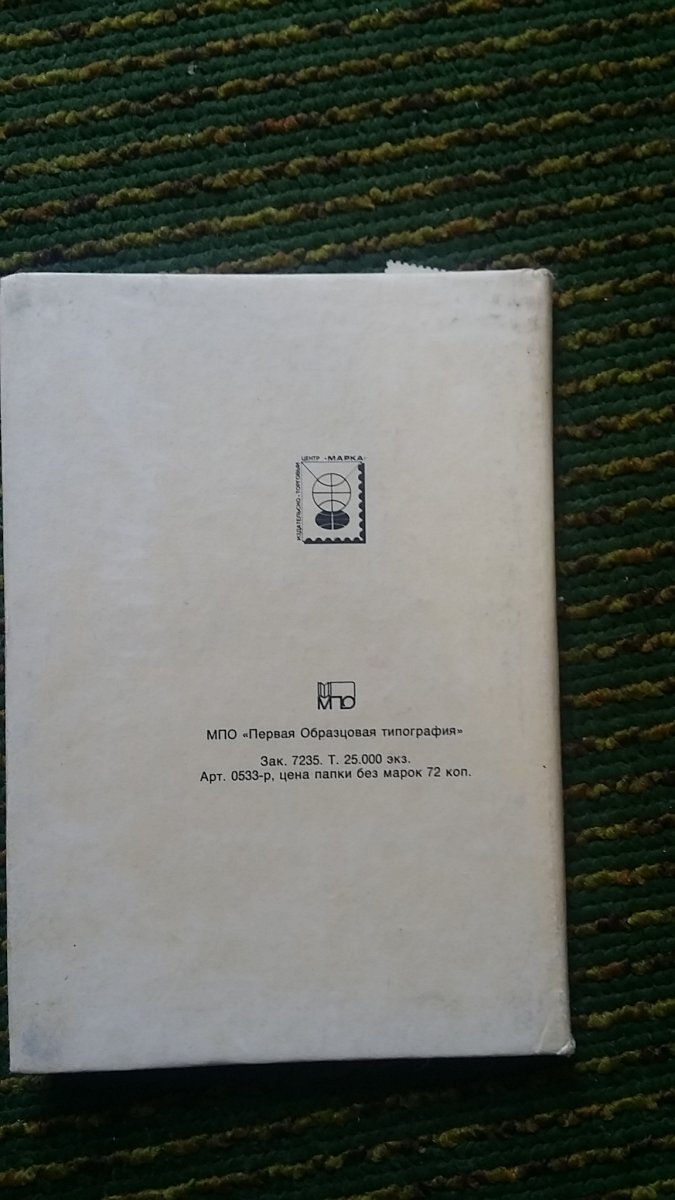 ЦЕНТР «МАРКА»
ИЗДАТЕЛЬСКО-ТОРГОВЫЙ
МПО
МПО «Первая Образцовая типография»
Зак. 7235. Т. 25.000 экз.
Арт. 0533-р, цена папки без марок 72 коп.